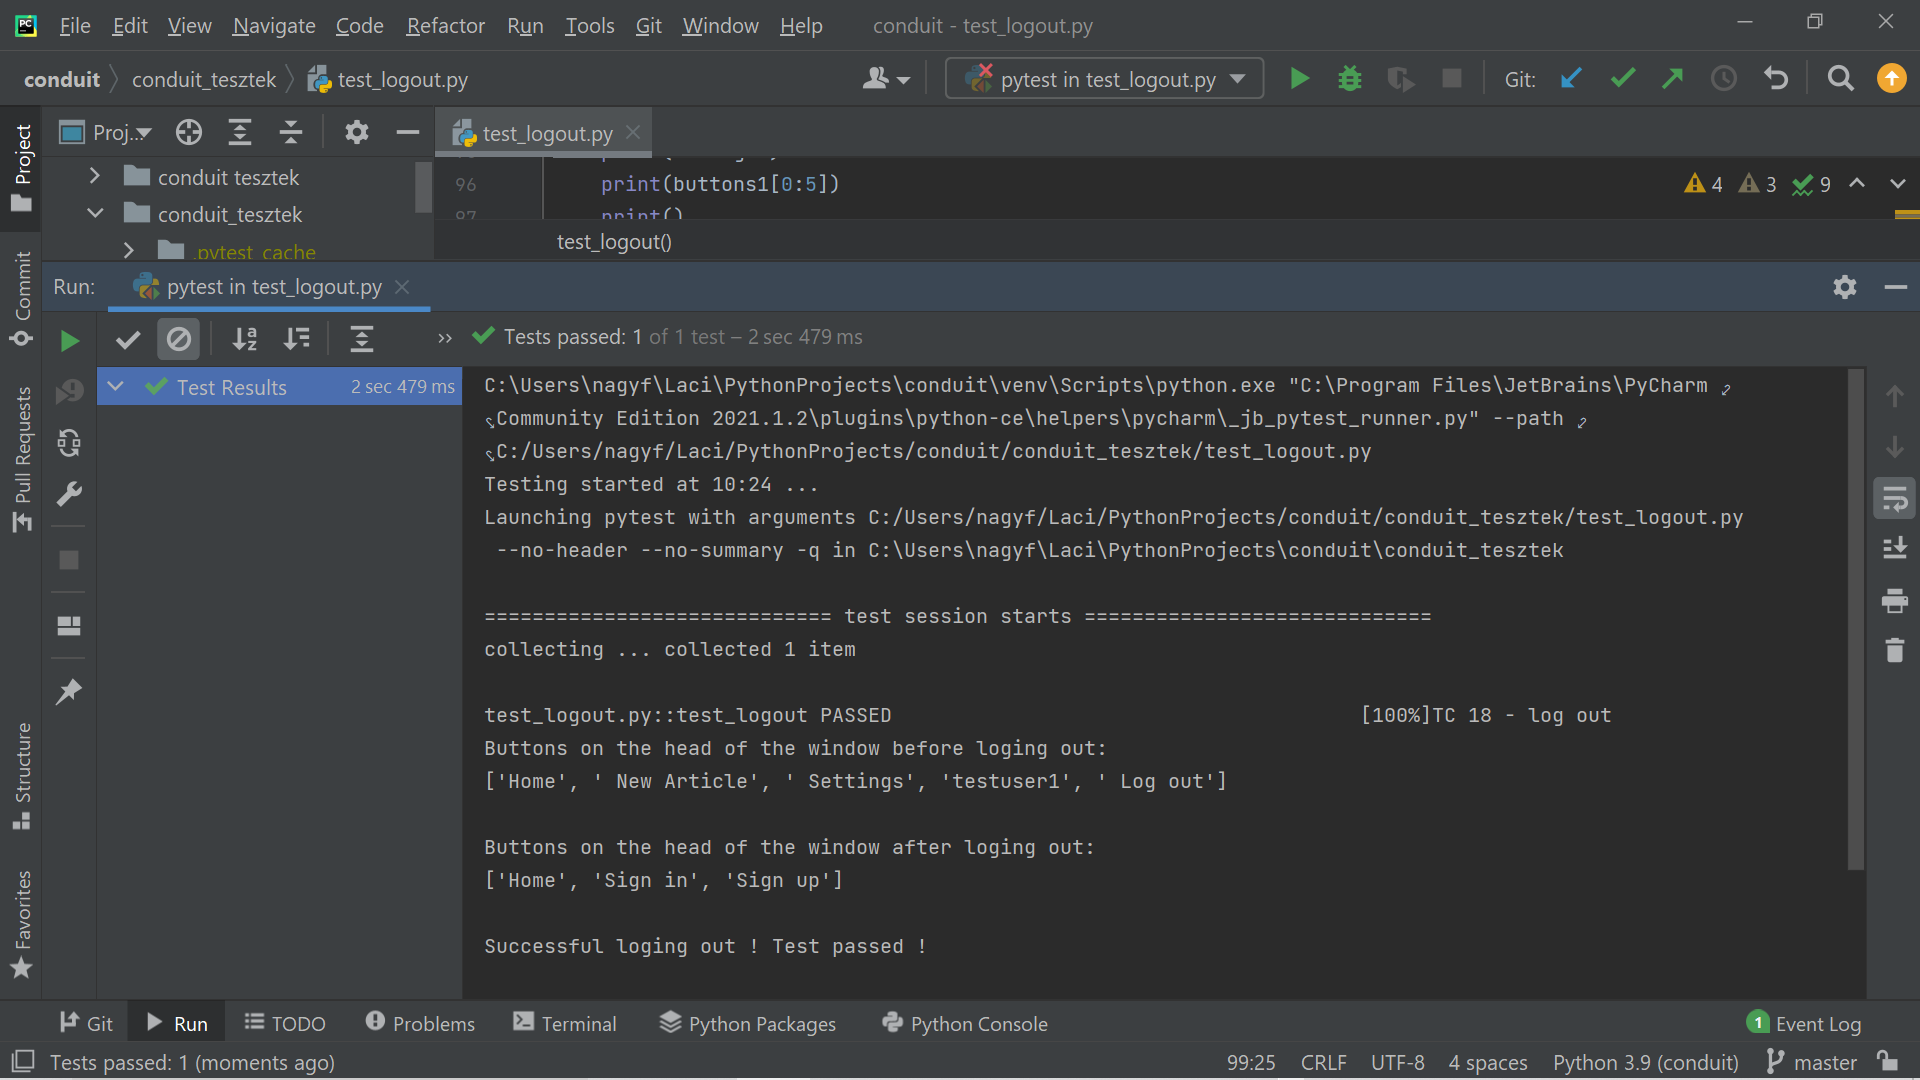 File Edit View Navigate Code Refactor Run Tools Git Window Help conduit - test_logout.py
conduit conduit_tesztek test_logout.py pytest in test_logout.py Git:
Proj... test_logout.py
Project
conduit tesztek
conduit_tesztek
.pytest_cache
96 print(buttons1[0:5])
97 print()
4 3 9
test_logout()
Commit
Pull Requests
Structure
Favorites
Run: pytest in test_logout.py
Tests passed: 1 of 1 test – 2 sec 479 ms
Test Results 2 sec 479 ms
C:\Users\nagyf\Laci\PythonProjects\conduit\venv\Scripts\python.exe "C:\Program Files\JetBrains\PyCharm
Community Edition 2021.1.2\plugins\python-ce\helpers\pycharm\_jb_pytest_runner.py" --path
C:/Users/nagyf/Laci/PythonProjects/conduit/conduit_tesztek/test_logout.py
Testing started at 10:24 ...
Launching pytest with arguments C:/Users/nagyf/Laci/PythonProjects/conduit/conduit_tesztek/test_logout.py
--no-header --no-summary -q in C:\Users\nagyf\Laci\PythonProjects\conduit\conduit_tesztek
============================= test session starts =============================
collecting ... collected 1 item
test_logout.py::test_logout PASSED [100%]TC 18 - log out
Buttons on the head of the window before loging out:
['Home', ' New Article', ' Settings', 'testuser1', ' Log out']
Buttons on the head of the window after loging out:
['Home', 'Sign in', 'Sign up']
Successful loging out ! Test passed !
Git Run TODO Problems Terminal Python Packages Python Console 1 Event Log
Tests passed: 1 (moments ago) 99:25 CRLF UTF-8 4 spaces Python 3.9 (conduit) master